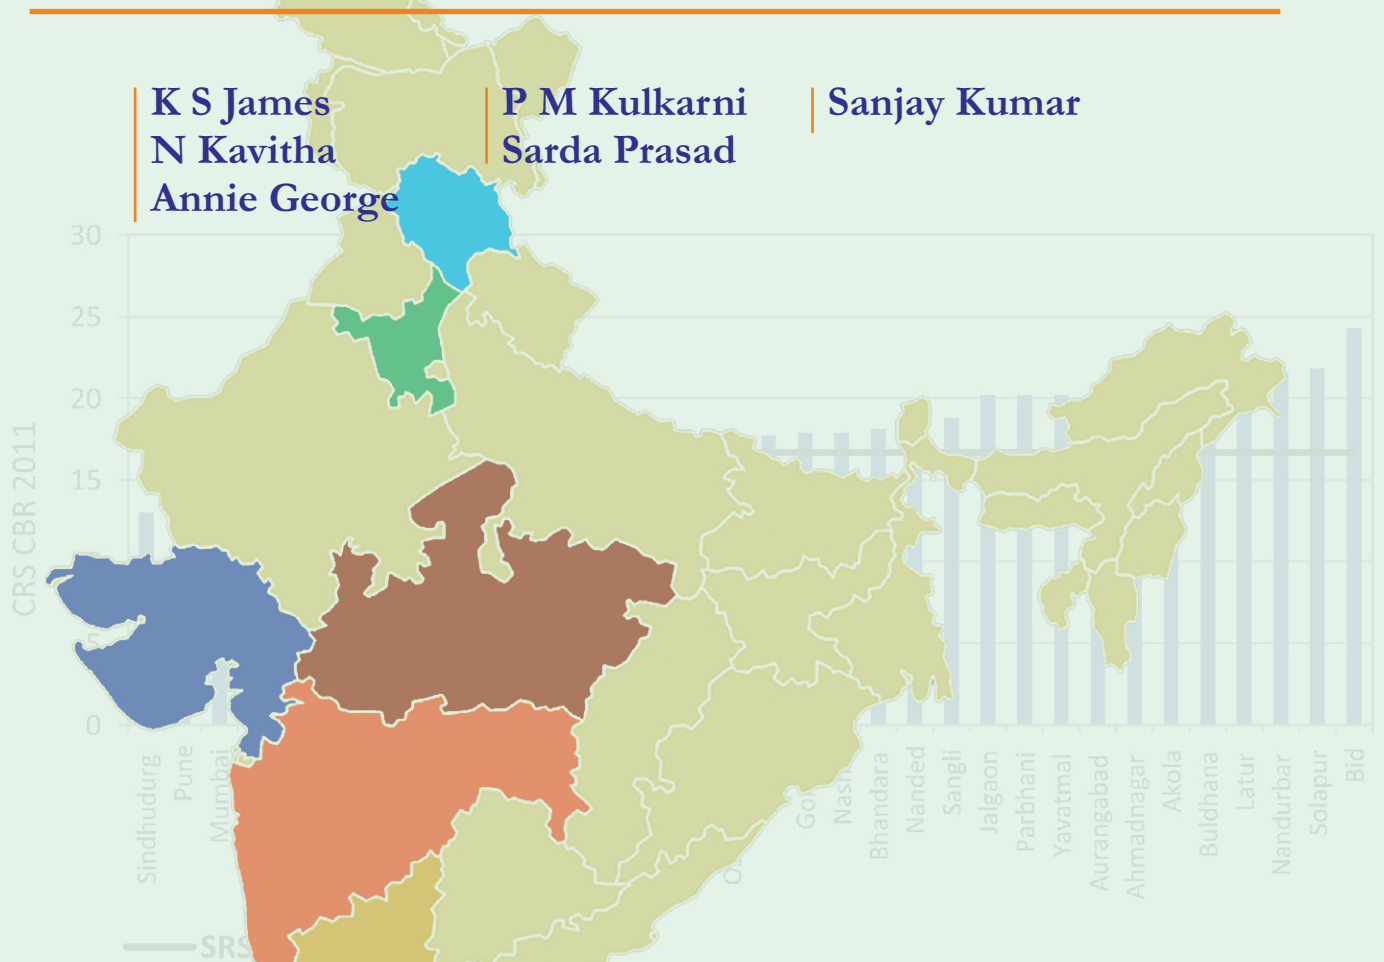 K S James
N Kavitha
Annie George
P M Kulkarni
Sarda Prasad
Sanjay Kumar
30
25
20
15
5
0
CRS CBR 2011
Sindhudurg
Pune
Mumbai
Bhandara
Nanded
Sangli
Jalgaon
Parbhani
Yavatmal
Aurangabad
Ahmadnagar
Akola
Buldhana
Latur
Nandurbar
Solapur
Bid
SRS